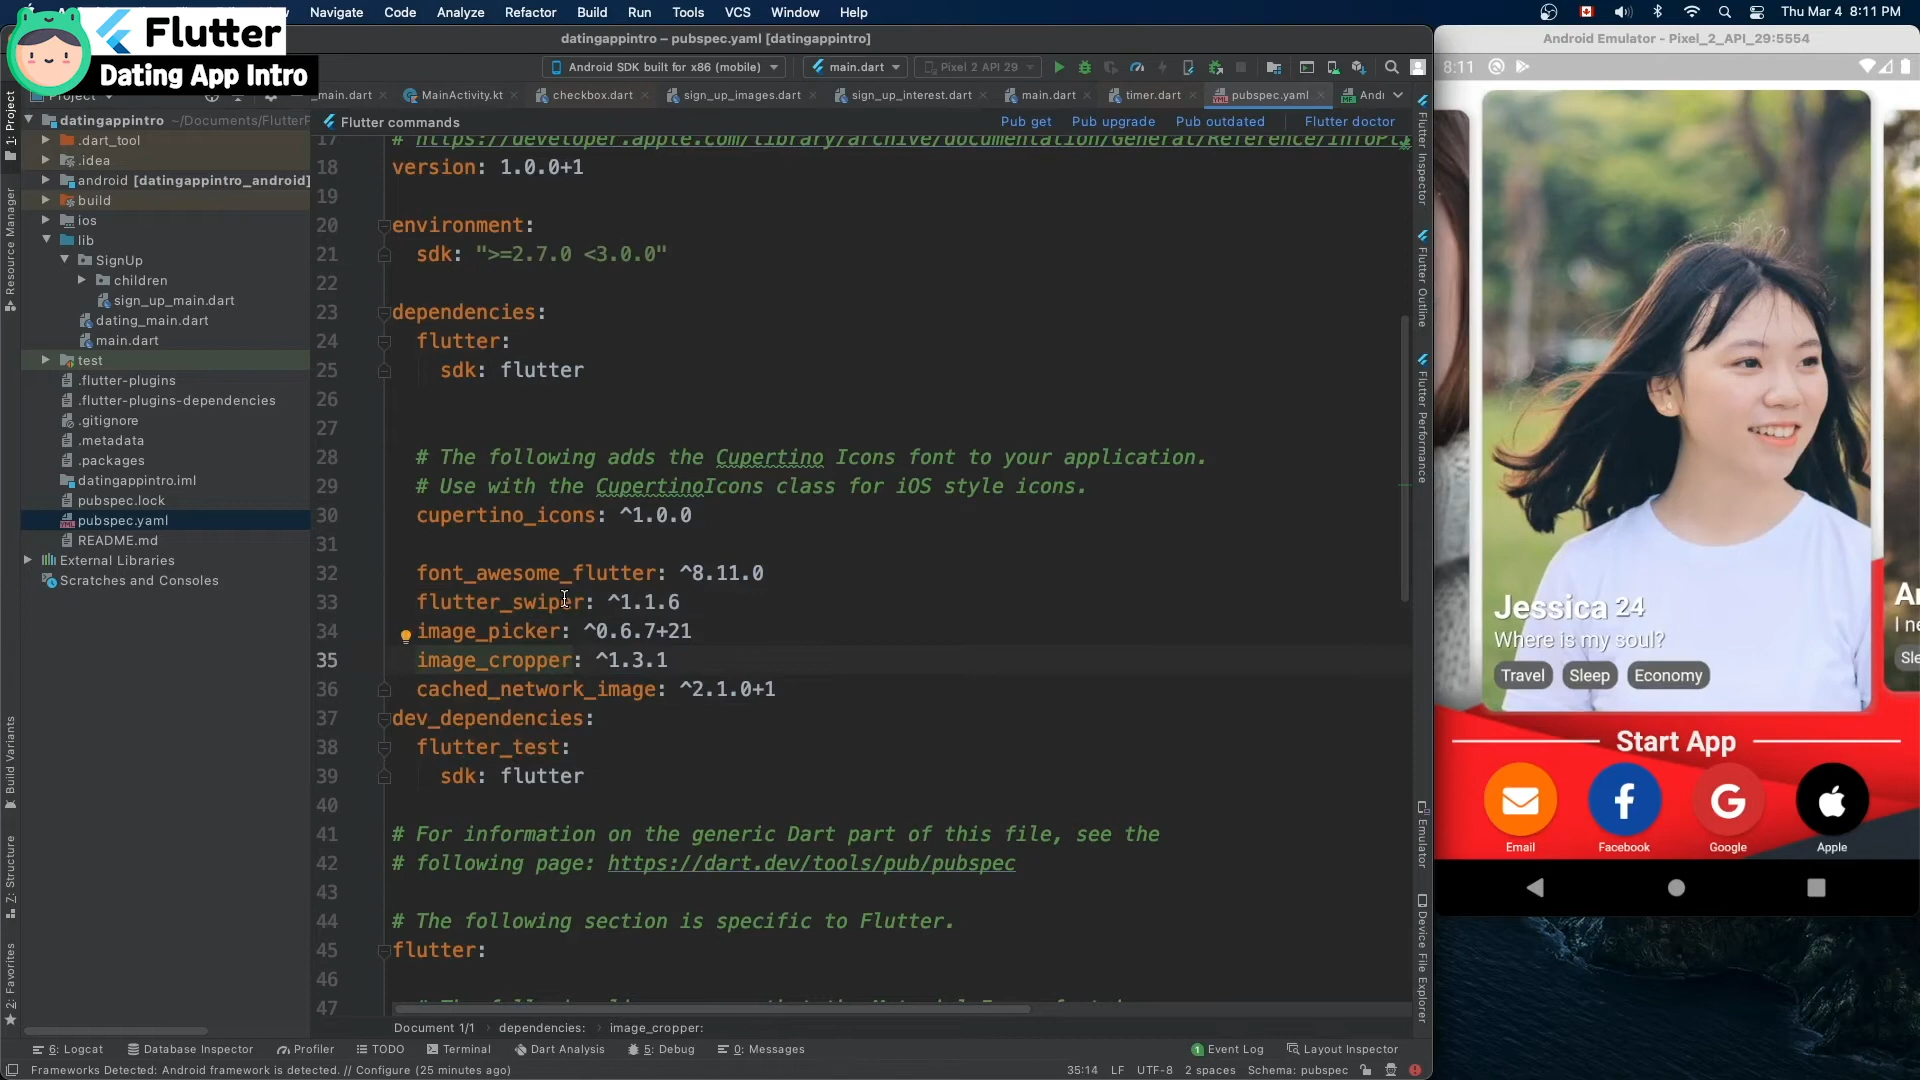 Navigate Code Analyze Refactor Build Run Tools VCS Window Help
Thu Mar 4 8:11 PM
Flutter
Dating App Intro
datingappintro – pubspec.yaml [datingappintro]
Android SDK built for x86 (mobile) main.dart Pixel 2 API 29
Project
_main.dart MainActivity.kt checkbox.dart sign_up_images.dart sign_up_interest.dart main.dart timer.dart pubspec.yaml Andi
Flutter commands
Pub get Pub upgrade Pub outdated Flutter doctor
datingappintro ~/Documents/FlutterP
.dart_tool
.idea
android [datingappintro_android]
build
ios
lib
SignUp
children
sign_up_main.dart
dating_main.dart
main.dart
test
.flutter-plugins
.flutter-plugins-dependencies
.gitignore
.metadata
.packages
datingappintro.iml
pubspec.lock
pubspec.yaml
README.md
External Libraries
Scratches and Consoles
1: Project
Resource Manager
Build Variants
Z: Structure
2: Favorites
17 # https://developer.apple.com/library/archive/documentation/General/Reference/InfoPli
18 version: 1.0.0+1
19
20 environment:
21 sdk: ">=2.7.0 <3.0.0"
22
23 dependencies:
24 flutter:
25 sdk: flutter
26
27
28 # The following adds the Cupertino Icons font to your application.
29 # Use with the CupertinoIcons class for iOS style icons.
30 cupertino_icons: ^1.0.0
31
32 font_awesome_flutter: ^8.11.0
33 flutter_swiper: ^1.1.6
34 image_picker: ^0.6.7+21
35 image_cropper: ^1.3.1
36 cached_network_image: ^2.1.0+1
37 dev_dependencies:
38 flutter_test:
39 sdk: flutter
40
41 # For information on the generic Dart part of this file, see the
42 # following page: https://dart.dev/tools/pub/pubspec
43
44 # The following section is specific to Flutter.
45 flutter:
46
47
Flutter Inspector
Flutter Outline
Flutter Performance
Emulator
Device File Explorer
Document 1/1 dependencies: image_cropper:
6: Logcat Database Inspector Profiler TODO Terminal Dart Analysis 5: Debug 0: Messages
1 Event Log Layout Inspector
Frameworks Detected: Android framework is detected. // Configure (25 minutes ago)
35:14 LF UTF-8 2 spaces Schema: pubspec
Android Emulator - Pixel_2_API_29:5554
8:11
Jessica 24
Where is my soul?
Travel Sleep Economy
An
I ne
Sle
Start App
G
Email Facebook Google Apple